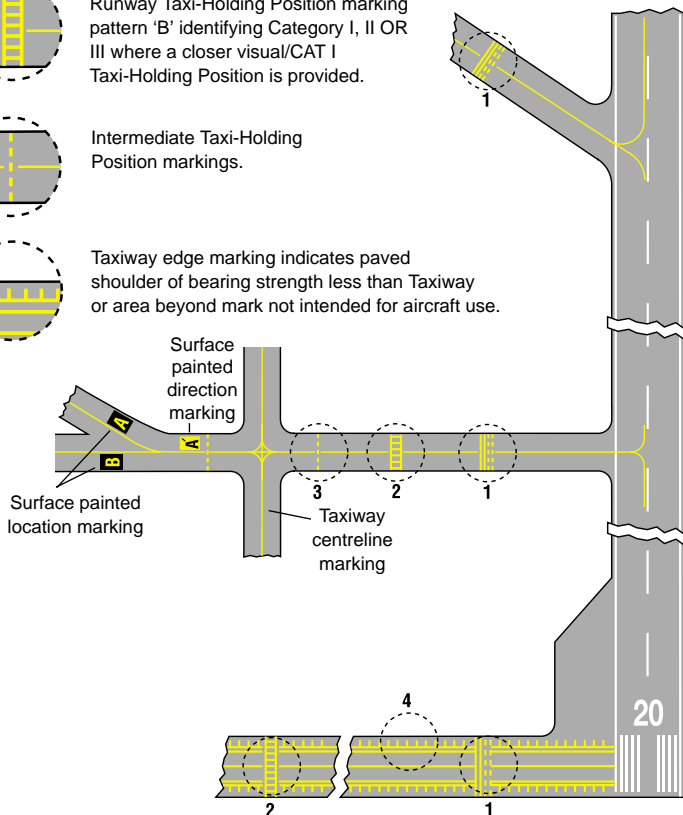 Runway Taxi-Holding Position marking
pattern ‘B’ identifying Category I, II OR
III where a closer visual/CAT I
Taxi-Holding Position is provided.
1
Intermediate Taxi-Holding
Position markings.
Taxiway edge marking indicates paved
shoulder of bearing strength less than Taxiway
or area beyond mark not intended for aircraft use.
Surface
painted
direction
marking
A
A
B
3
2
1
Surface painted
location marking
Taxiway
centreline
marking
4
20
2
1